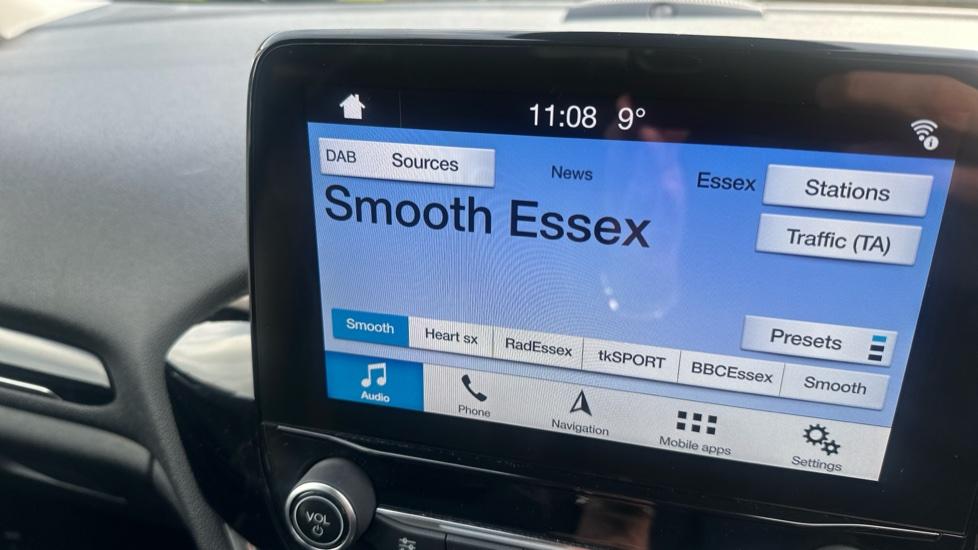 11:08 9°
DAB Sources
News
Essex
Stations
Smooth Essex
Traffic (TA)
Presets
Smooth
Heart sx
RadEssex
tkSPORT
BBCEssex
Smooth
Audio
Phone
Navigation
Mobile apps
Settings
VOL